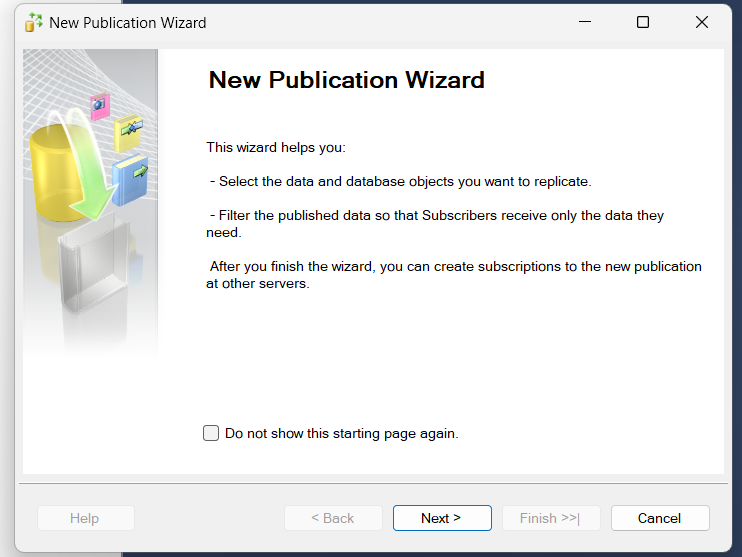 New Publication Wizard
New Publication Wizard
This wizard helps you:
- Select the data and database objects you want to replicate.
- Filter the published data so that Subscribers receive only the data they
need.
After you finish the wizard, you can create subscriptions to the new publication
at other servers.
Do not show this starting page again.
Help
< Back
Next >
Finish >>|
Cancel